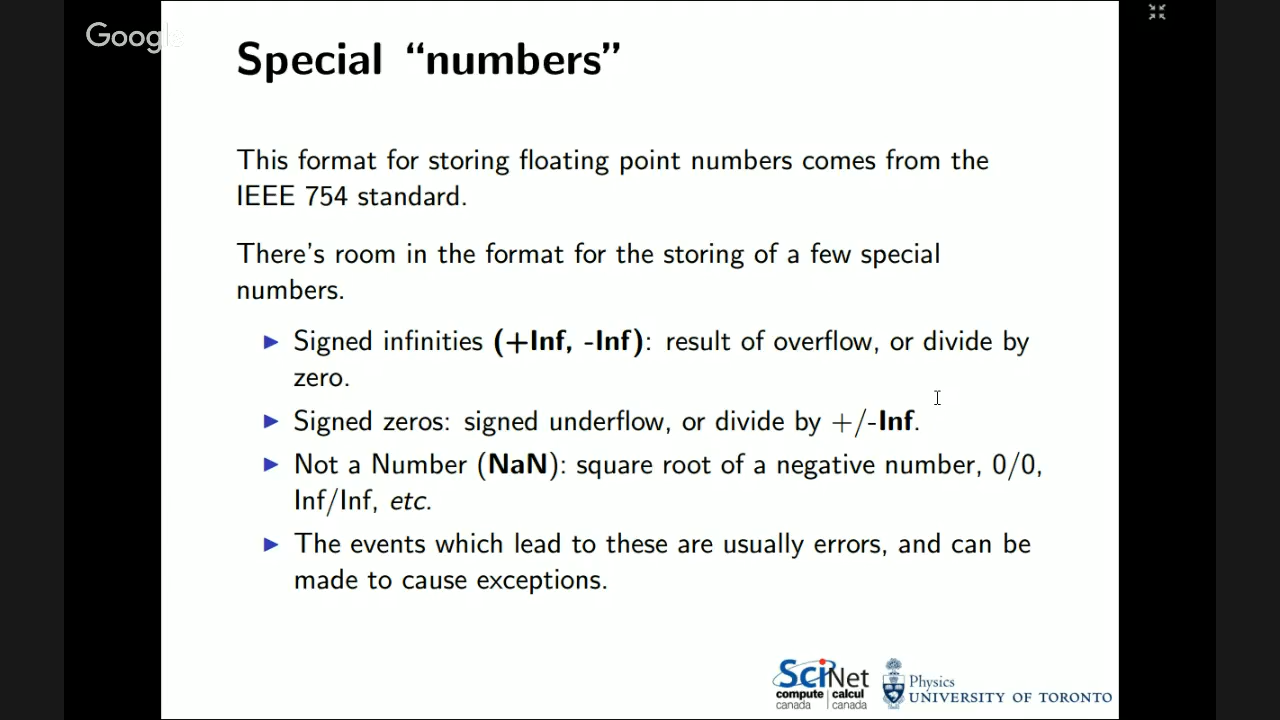 Google
Special “numbers”
This format for storing floating point numbers comes from the
IEEE 754 standard.
There’s room in the format for the storing of a few special
numbers.
▶ Signed infinities (+Inf, -Inf): result of overflow, or divide by
zero.
▶ Signed zeros: signed underflow, or divide by +/-Inf.
▶ Not a Number (NaN): square root of a negative number, 0/0,
Inf/Inf, etc.
▶ The events which lead to these are usually errors, and can be
made to cause exceptions.
SciNet
compute | calcul
canada | canada
Physics
UNIVERSITY OF TORONTO